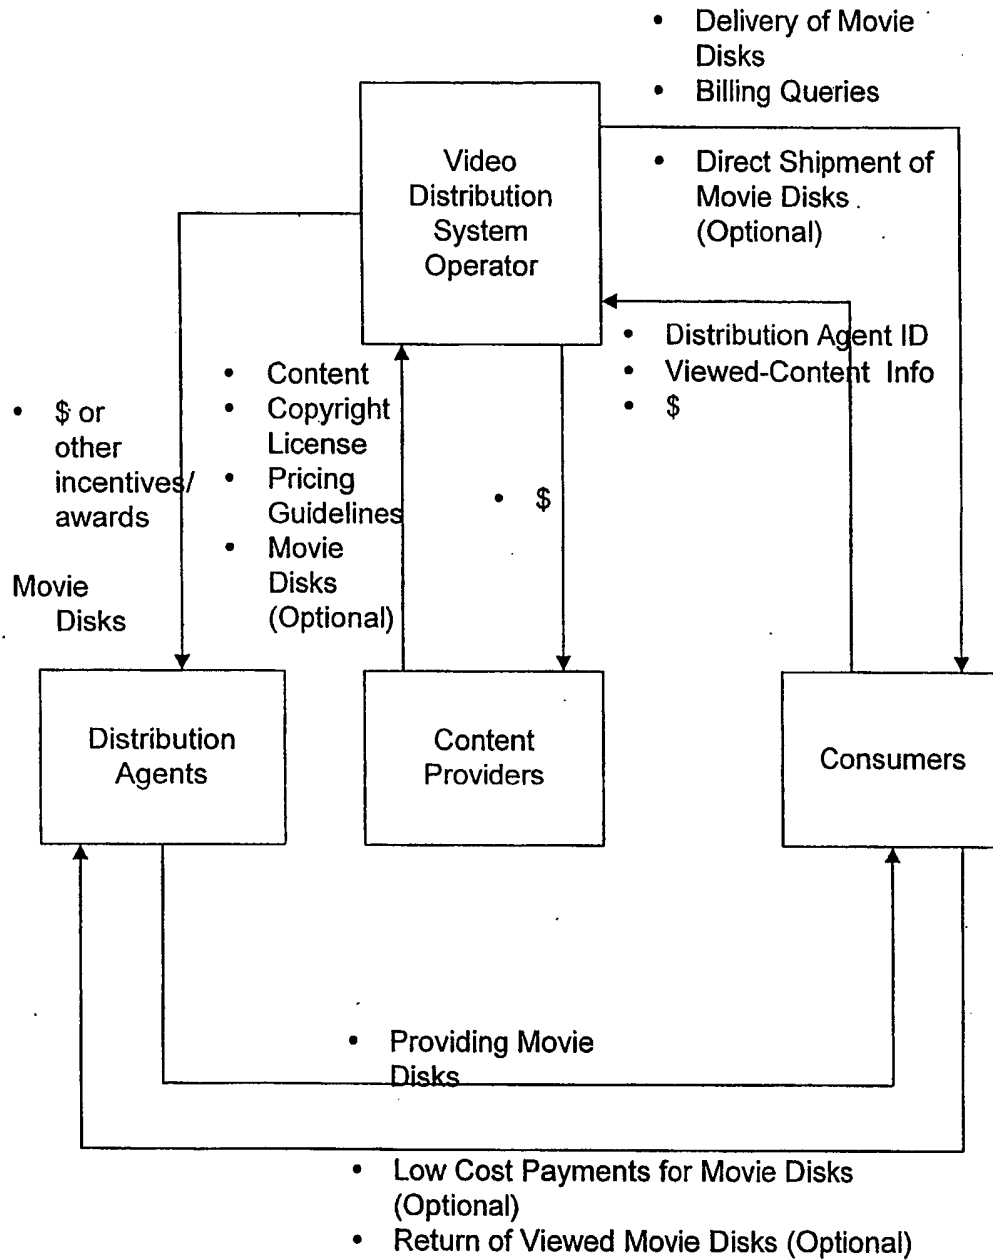 • Delivery of Movie
Disks
• Billing Queries
Video
Distribution
System
Operator
• Direct Shipment of
Movie Disks
(Optional)
• Distribution Agent ID
• Viewed-Content Info
• $
• Content
• Copyright
License
• Pricing
Guidelines
• Movie
Disks
(Optional)
• $ or
other
incentives/
awards
Movie
Disks
• $
Distribution
Agents
Content
Providers
Consumers
• Providing Movie
Disks
• Low Cost Payments for Movie Disks
(Optional)
• Return of Viewed Movie Disks (Optional)